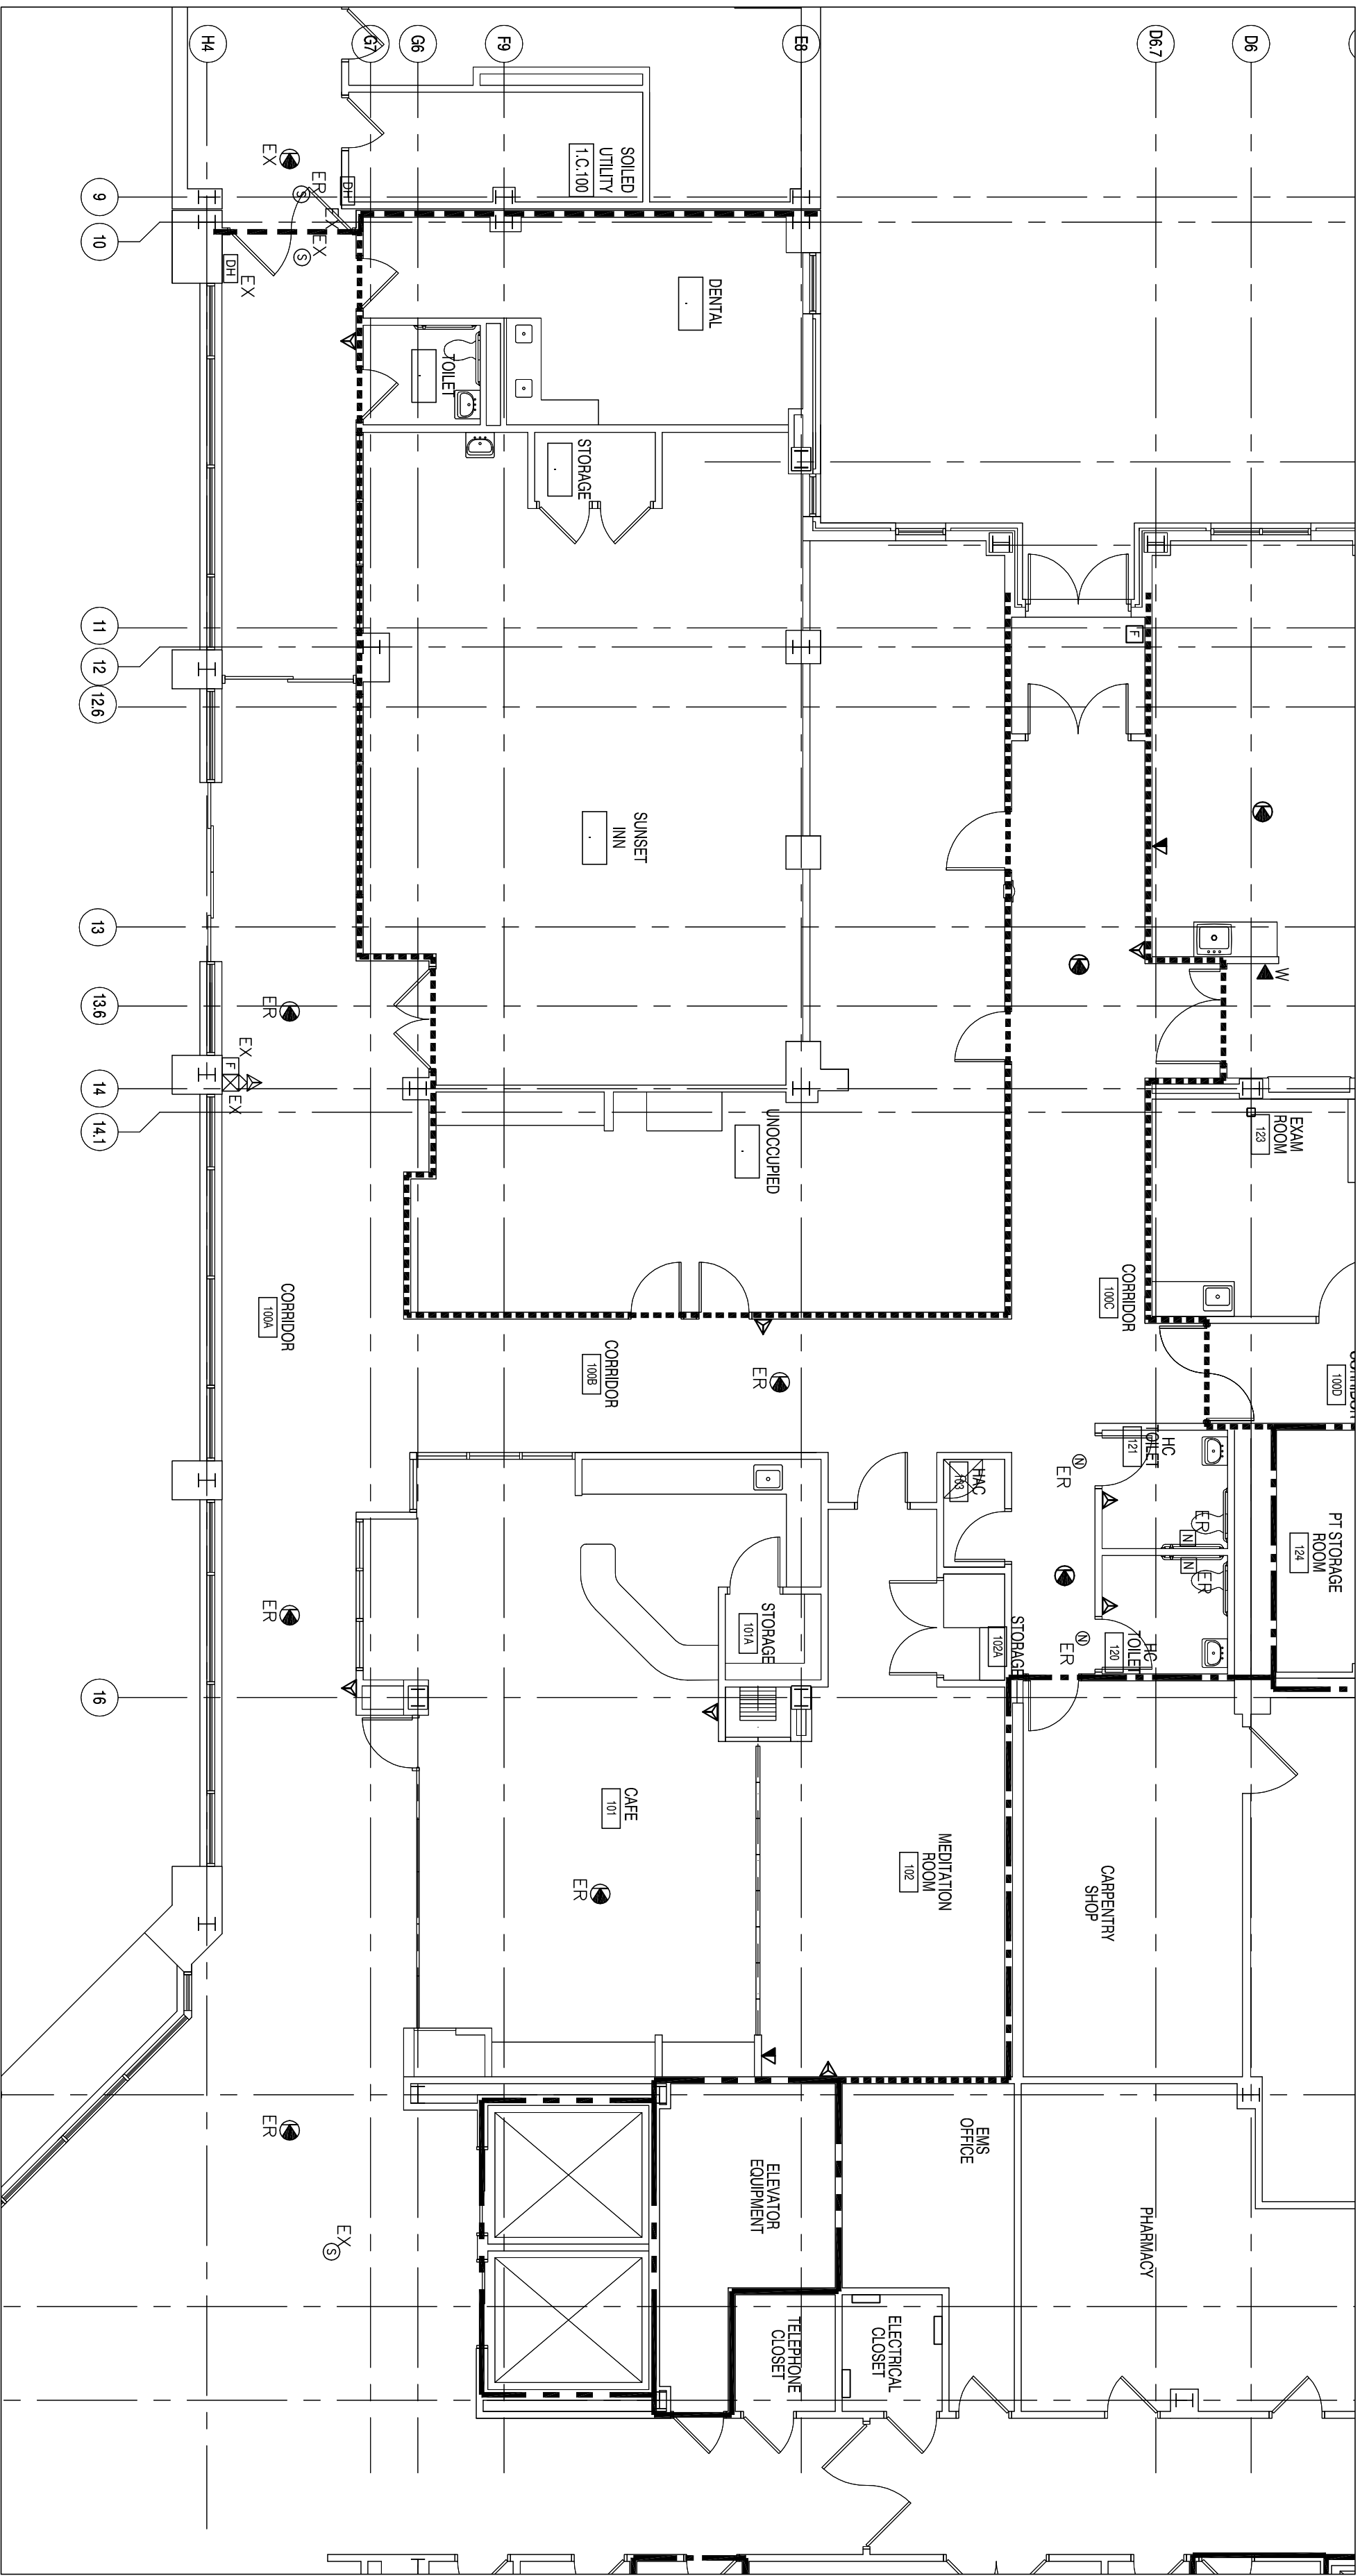 H4
G7
G6
F9
E8
D6.7
D6
9
10
11
12
12.6
13
13.6
14
14.1
16
SOILED
UTILITY
1.C.100
EX
ER
S
DH
EX
EX
S
DH
EX
DENTAL
TOILET
STORAGE
SUNSET
INN
F
W
ER
EX
F
EX
UNOCCUPIED
EXAM
ROOM
123
CORRIDOR
100A
CORRIDOR
100B
CORRIDOR
100C
100D
ER
HC
TOILET
121
N
ER
HAC
103
ER
N
N
ER
PT STORAGE
ROOM
124
HC
TOILET
120
N
ER
STORAGE
102A
STORAGE
101A
ER
CAFE
101
ER
MEDITATION
ROOM
102
CARPENTRY
SHOP
ER
EX
S
ELEVATOR
EQUIPMENT
EMS
OFFICE
PHARMACY
TELEPHONE
CLOSET
ELECTRICAL
CLOSET